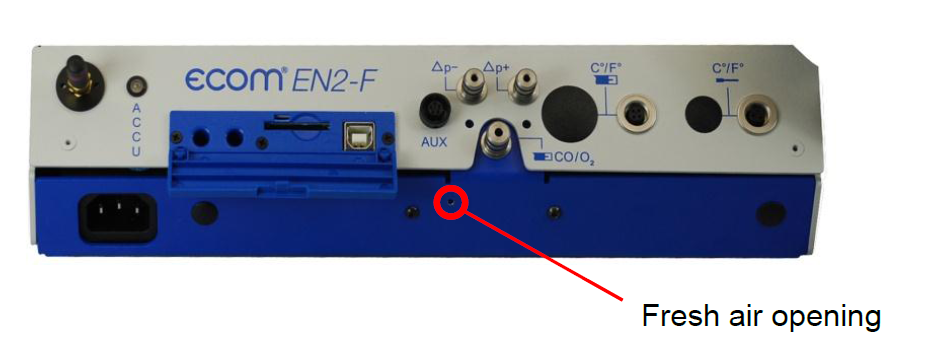 ecom® EN2-F
Δp-
Δp+
C°/F°
C°/F°
ACCU
AUX
CO/O₂
Fresh air opening